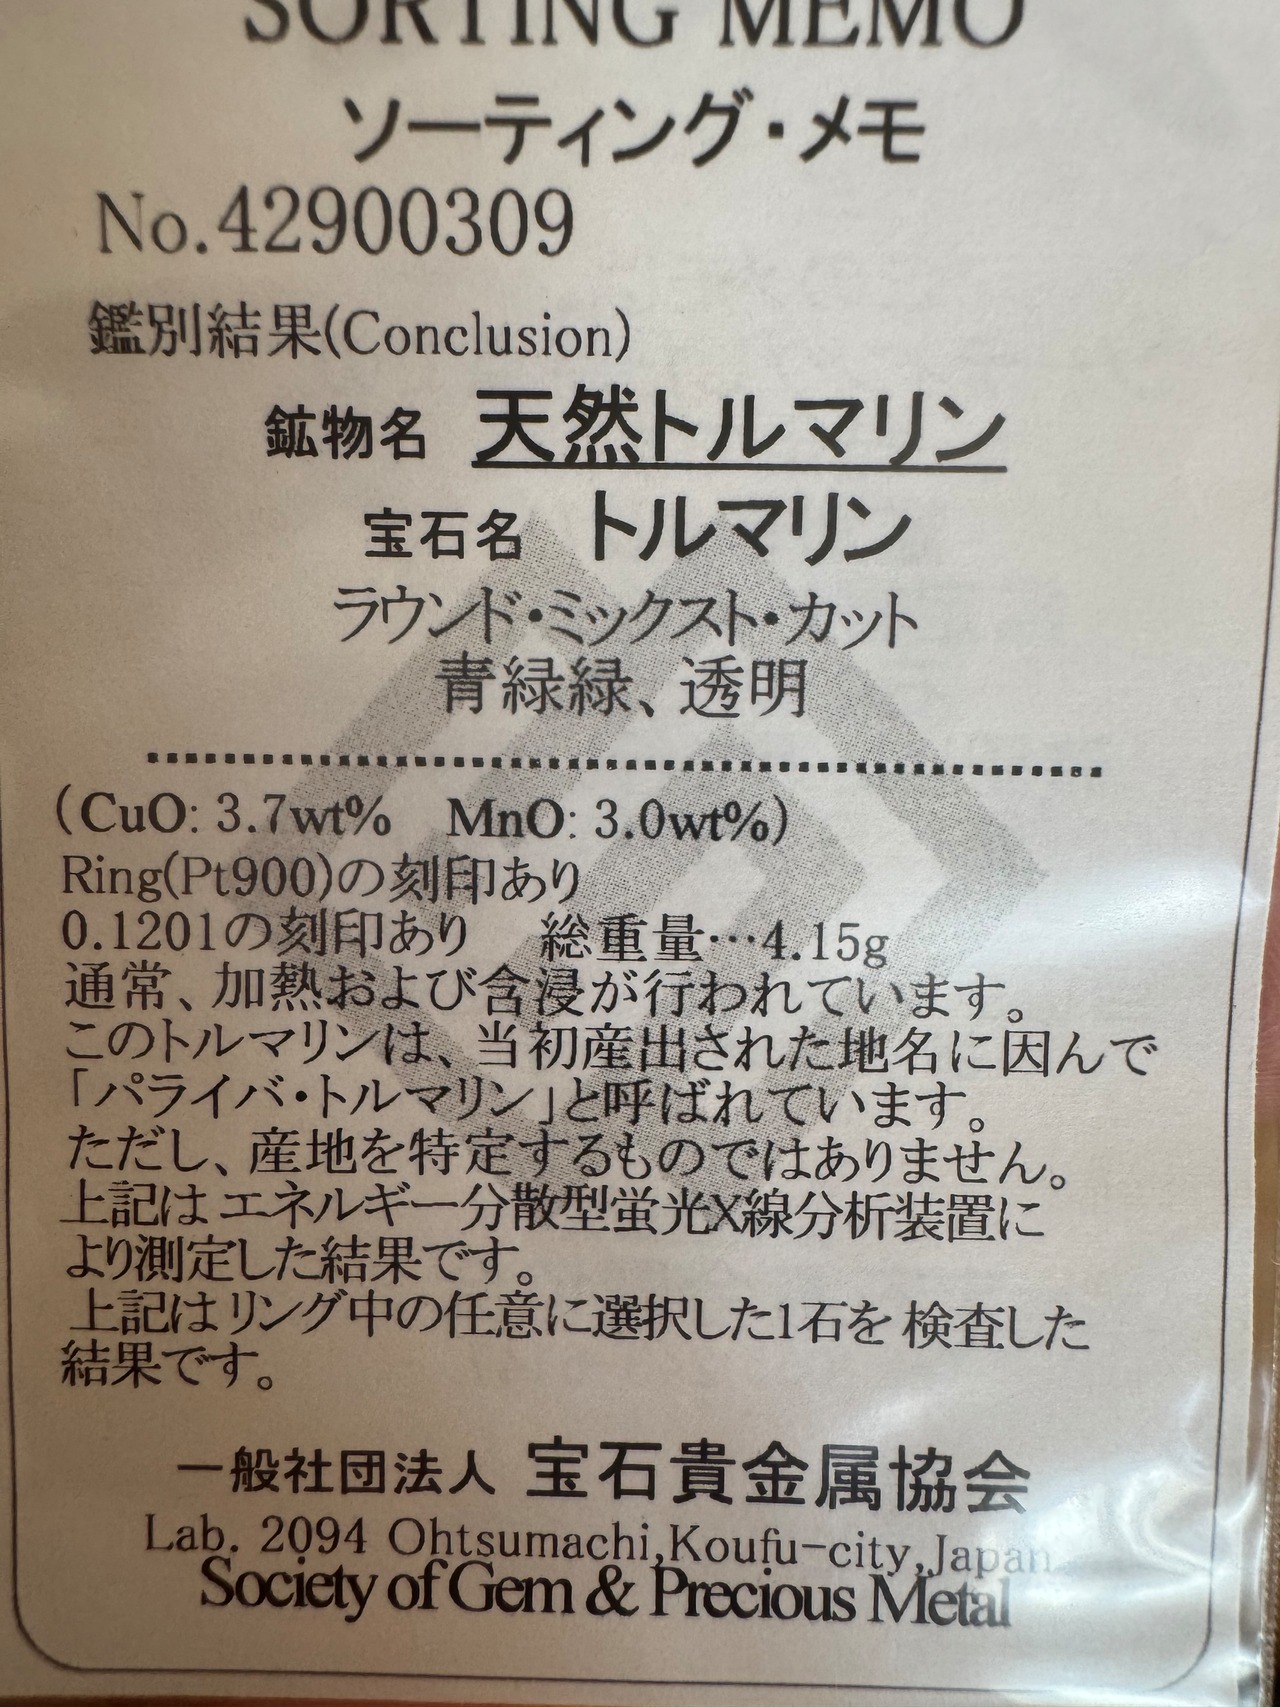 SORTING MEMO
ソーティング・メモ
No.42900309
鑑別結果(Conclusion)
鉱物名 天然トルマリン
宝石名 トルマリン
ラウンド・ミックスト・カット
青緑緑、透明
(CuO: 3.7wt% MnO: 3.0wt%)
Ring(Pt900)の刻印あり
0.1201の刻印あり 総重量…4.15g
通常、加熱および含浸が行われています。
このトルマリンは、当初産出された地名に因んで
「パライバ・トルマリン」と呼ばれています。
ただし、産地を特定するものではありません。
上記はエネルギー分散型蛍光X線分析装置に
より測定した結果です。
上記はリング中の任意に選択した1石を検査した
結果です。
一般社団法人 宝石貴金属協会
Lab. 2094 Ohtsumachi,Koufu-city,Japan
Society of Gem & Precious Metal